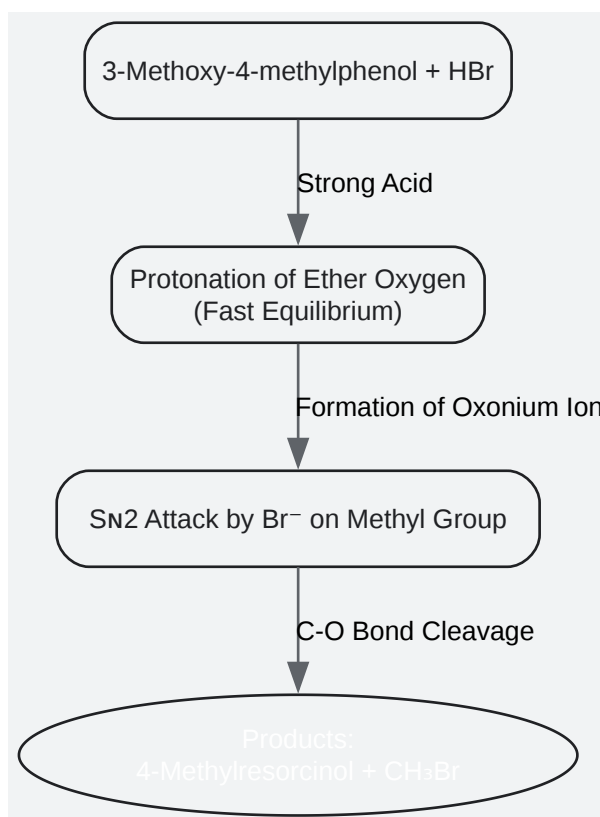 3-Methoxy-4-methylphenol + HBr
Strong Acid
Protonation of Ether Oxygen
(Fast Equilibrium)
Formation of Oxonium Ion
Sɴ2 Attack by Br⁻ on Methyl Group
C-O Bond Cleavage
Products:
4-Methylresorcinol + CH₃Br